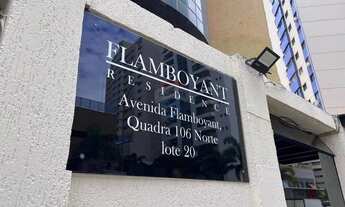 FLAMBOYANT
RESIDENCE
Avenida Flamboyant,
Quadra 106 Norte
lote 20